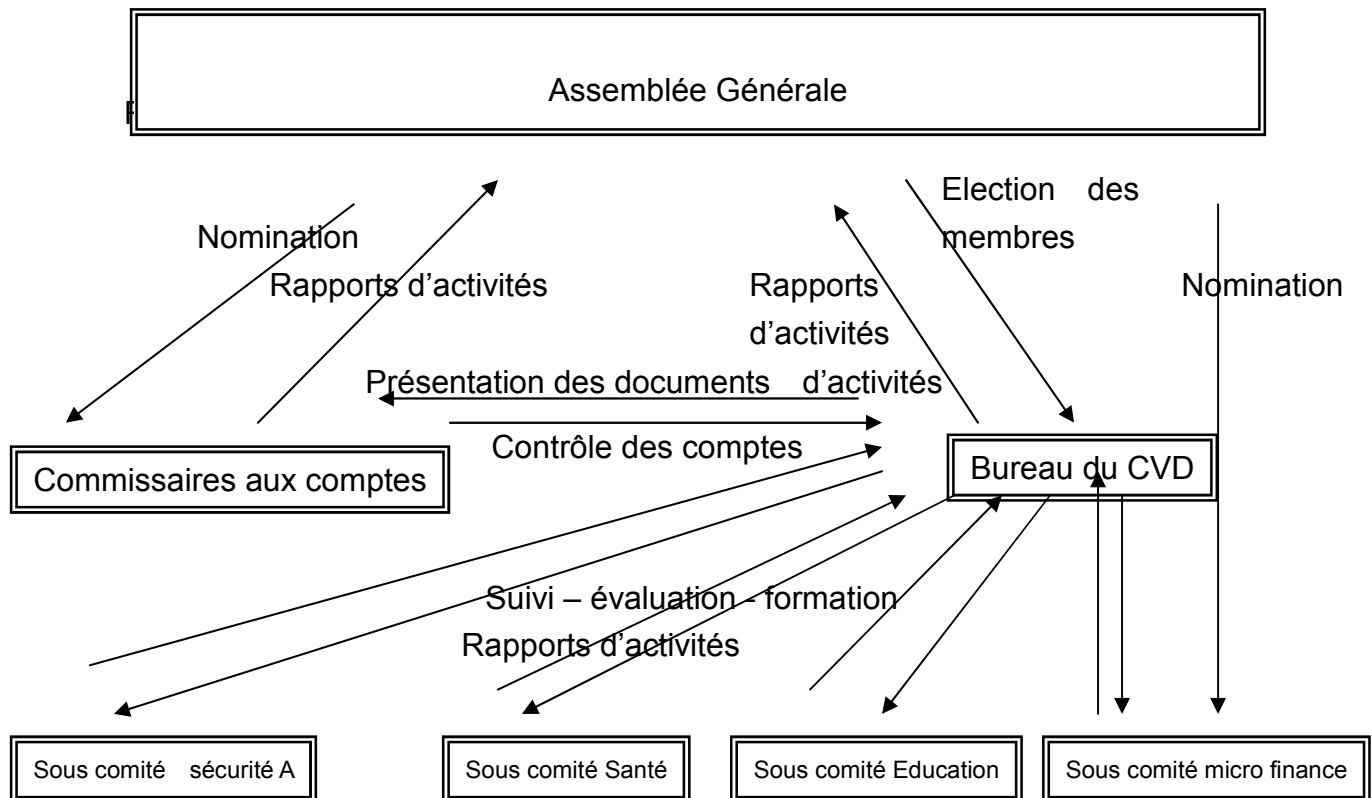 Assemblée Générale
Election des
membres
Nomination
Rapports d’activités
Rapports
d’activités
Nomination
Présentation des documents d’activités
Contrôle des comptes
Commissaires aux comptes
Bureau du CVD
Suivi – évaluation - formation
Rapports d’activités
Sous comité sécurité A
Sous comité Santé
Sous comité Education
Sous comité micro finance